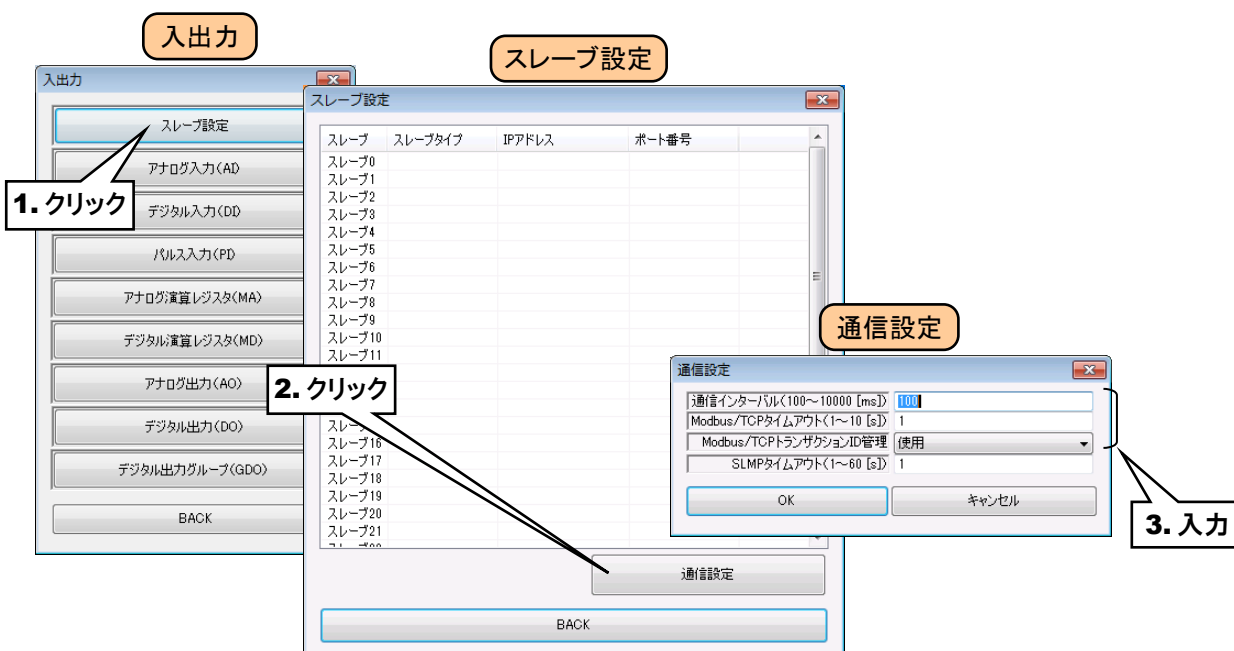 入出力
スレーブ設定
入出力
スレーブ設定
アナログ入力(AI)
1. クリック
デジタル入力(DI)
パルス入力(PI)
アナログ演算レジスタ(MA)
デジタル演算レジスタ(MD)
アナログ出力(AO)
デジタル出力(DO)
デジタル出力グループ(GDO)
BACK
スレーブ設定
スレーブ スレーブタイプ IPアドレス ポート番号
スレーブ0
スレーブ1
スレーブ2
スレーブ3
スレーブ4
スレーブ5
スレーブ6
スレーブ7
スレーブ8
スレーブ9
スレーブ10
スレーブ11
2. クリック
スレーブ16
スレーブ17
スレーブ18
スレーブ19
スレーブ20
スレーブ21
通信設定
BACK
通信設定
通信設定
通信インターバル(100～10000 [ms]) 100
Modbus/TCPタイムアウト(1～10 [s]) 1
Modbus/TCPトランザクションID管理 使用
SLMPタイムアウト(1～60 [s]) 1
OK キャンセル
3. 入力